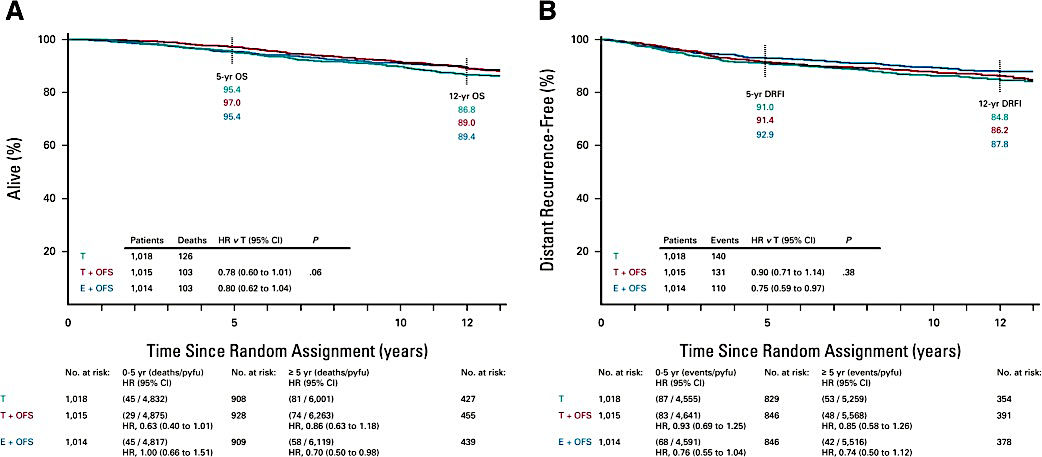 A
Alive (%)
100
80
60
40
20
5-yr OS
95.4
97.0
95.4
12-yr OS
86.8
89.0
89.4
Patients Deaths HR v T (95% CI) P
T 1,018 126
T + OFS 1,015 103 0.78 (0.60 to 1.01) .06
E + OFS 1,014 103 0.80 (0.62 to 1.04)
0 5 10 12
Time Since Random Assignment (years)
No. at risk: 0-5 yr (deaths/pyfu) No. at risk: ≥ 5 yr (deaths/pyfu) No. at risk:
HR (95% CI) HR (95% CI)
T 1,018 (45 / 4,832) 908 (81 / 6,001) 427
T + OFS 1,015 (29 / 4,875) 928 (74 / 6,263) 455
HR, 0.63 (0.40 to 1.01) HR, 0.86 (0.63 to 1.18)
E + OFS 1,014 (45 / 4,817) 909 (58 / 6,119) 439
HR, 1.00 (0.66 to 1.51) HR, 0.70 (0.50 to 0.98)
B
Distant Recurrence-Free (%)
100
80
60
40
20
5-yr DRFI
91.0
91.4
92.9
12-yr DRFI
84.8
86.2
87.8
Patients Events HR v T (95% CI) P
T 1,018 140
T + OFS 1,015 131 0.90 (0.71 to 1.14) .38
E + OFS 1,014 110 0.75 (0.59 to 0.97)
0 5 10 12
Time Since Random Assignment (years)
No. at risk: 0-5 yr (events/pyfu) No. at risk: ≥ 5 yr (events/pyfu) No. at risk:
HR (95% CI) HR (95% CI)
T 1,018 (87 / 4,555) 829 (53 / 5,259) 354
T + OFS 1,015 (83 / 4,641) 846 (48 / 5,568) 391
HR, 0.93 (0.69 to 1.25) HR, 0.85 (0.58 to 1.26)
E + OFS 1,014 (68 / 4,591) 846 (42 / 5,516) 378
HR, 0.76 (0.55 to 1.04) HR, 0.74 (0.50 to 1.12)